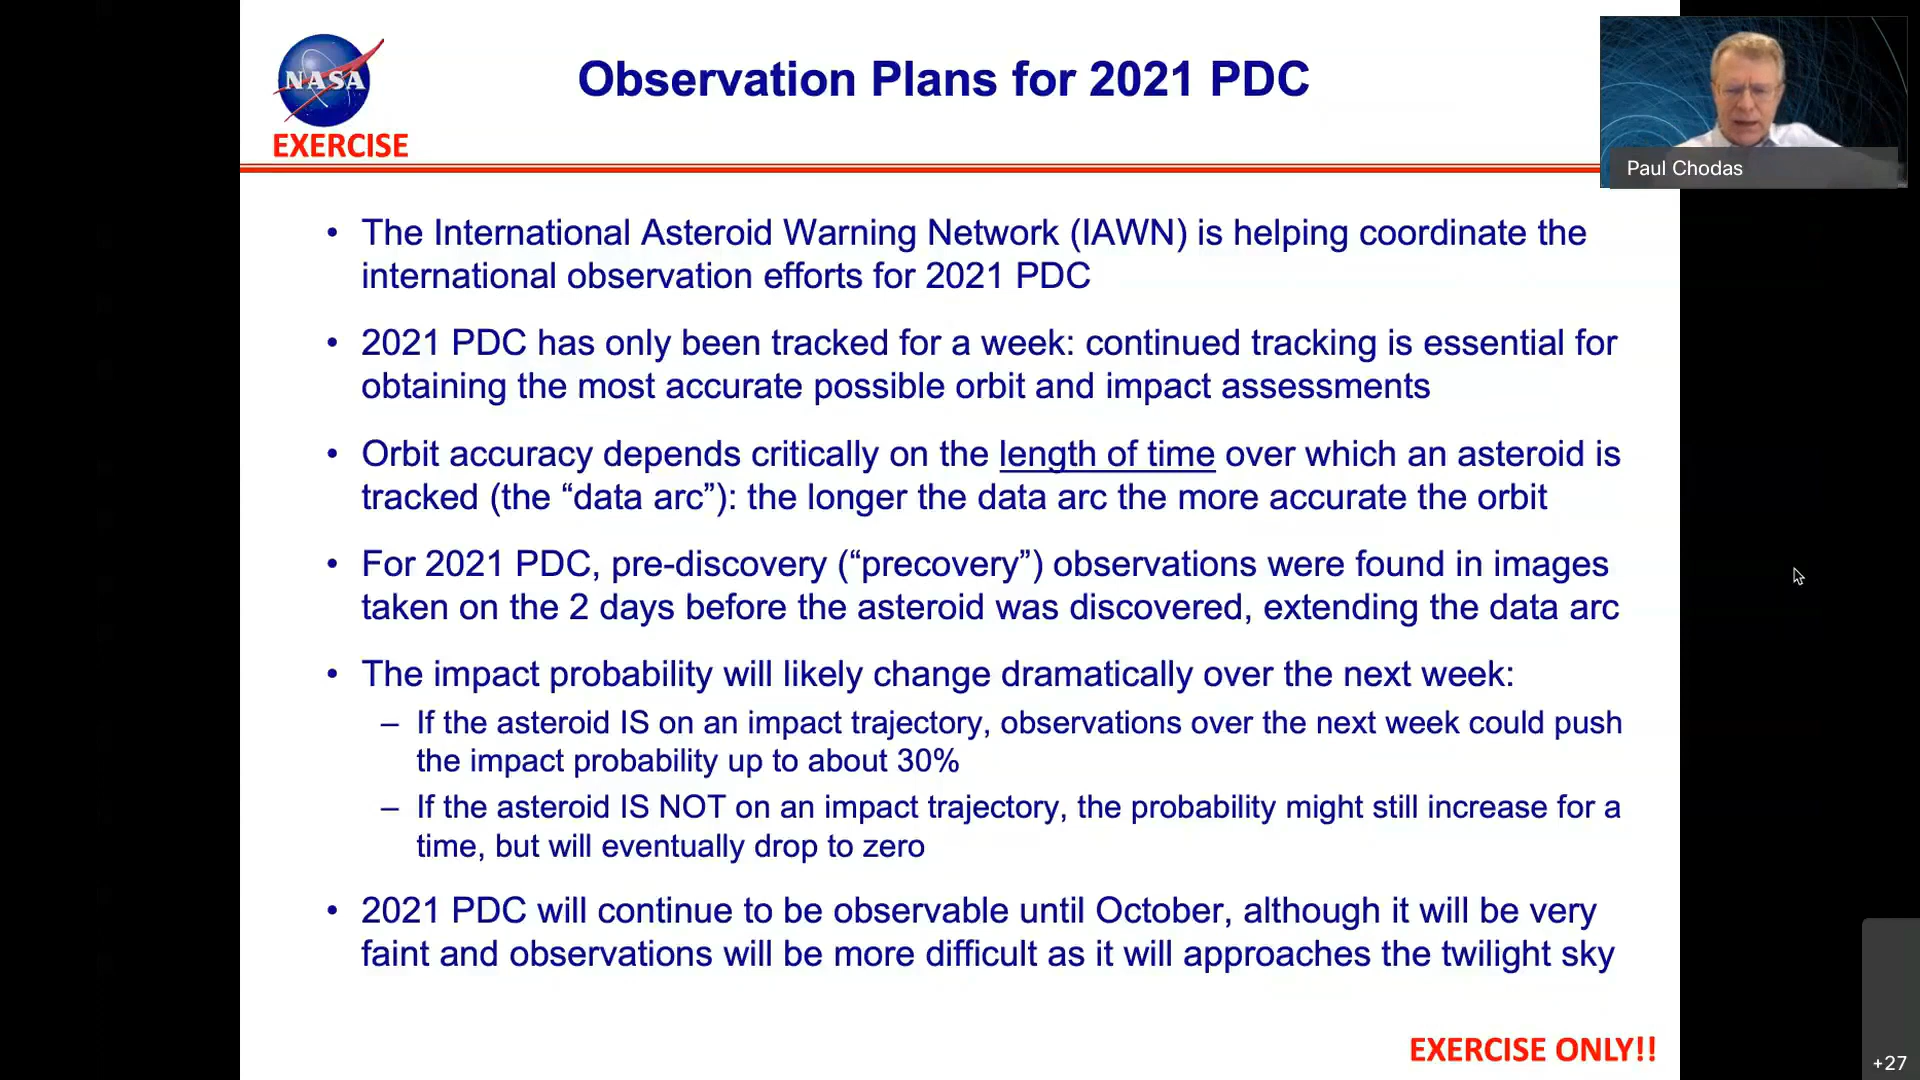 NASA
EXERCISE
Observation Plans for 2021 PDC
Paul Chodas
• The International Asteroid Warning Network (IAWN) is helping coordinate the
international observation efforts for 2021 PDC
• 2021 PDC has only been tracked for a week: continued tracking is essential for
obtaining the most accurate possible orbit and impact assessments
• Orbit accuracy depends critically on the length of time over which an asteroid is
tracked (the “data arc”): the longer the data arc the more accurate the orbit
• For 2021 PDC, pre-discovery (“precovery”) observations were found in images
taken on the 2 days before the asteroid was discovered, extending the data arc
• The impact probability will likely change dramatically over the next week:
– If the asteroid IS on an impact trajectory, observations over the next week could push
the impact probability up to about 30%
– If the asteroid IS NOT on an impact trajectory, the probability might still increase for a
time, but will eventually drop to zero
• 2021 PDC will continue to be observable until October, although it will be very
faint and observations will be more difficult as it will approaches the twilight sky
EXERCISE ONLY!!
+27